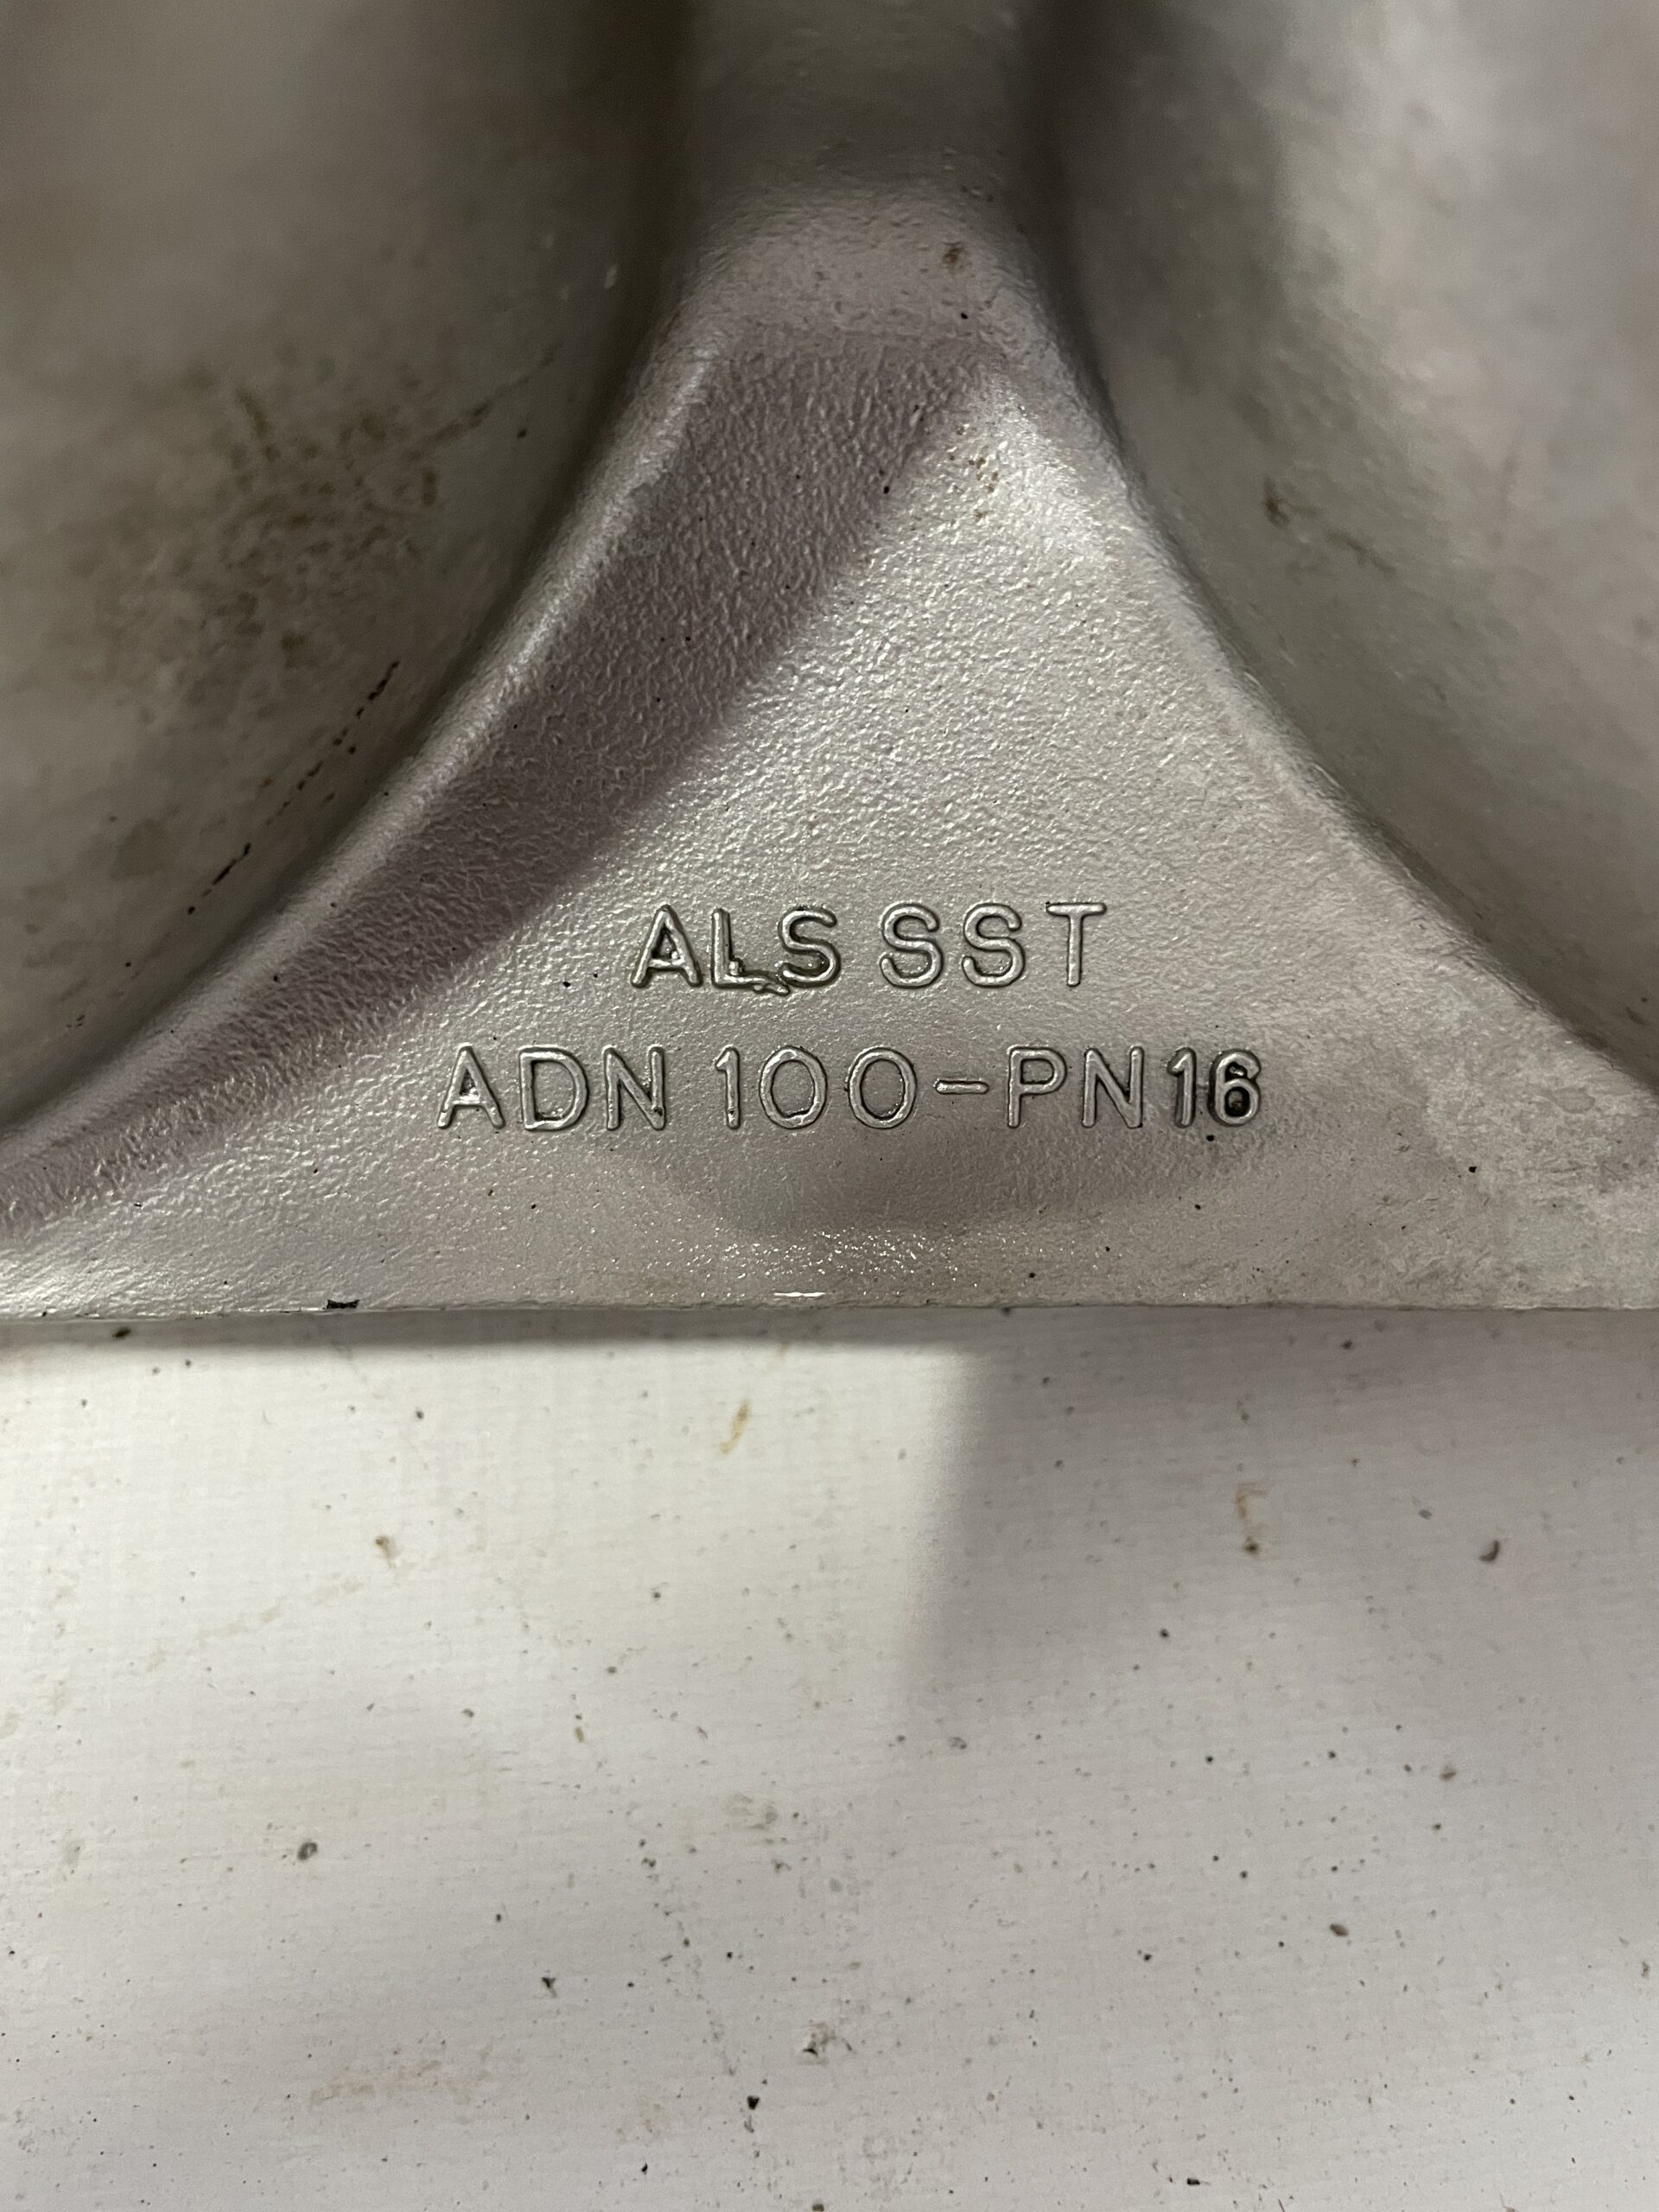 ALS SST
ADN 100-PN16